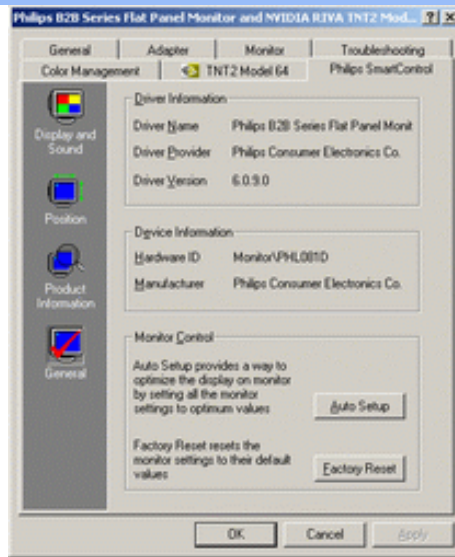 Philips B2B Series Flat Panel Monitor and NVIDIA RIVA TNT2 Mod...
General Adapter Monitor Troubleshooting
Color Management TNT2 Model 64 Philips SmartControl
Display and
Sound
Position
Product
Information
General
Driver Information
Driver Name Philips B2B Series Flat Panel Monit
Driver Provider Philips Consumer Electronics Co.
Driver Version 6.0.9.0
Device Information
Hardware ID Monitor\PHL081D
Manufacturer Philips Consumer Electronics Co.
Monitor Control
Auto Setup provides a way to
optimize the display on monitor
by setting all the monitor
settings to optimum values
Auto Setup
Factory Reset resets the
monitor settings to their default
values
Factory Reset
OK Cancel Apply